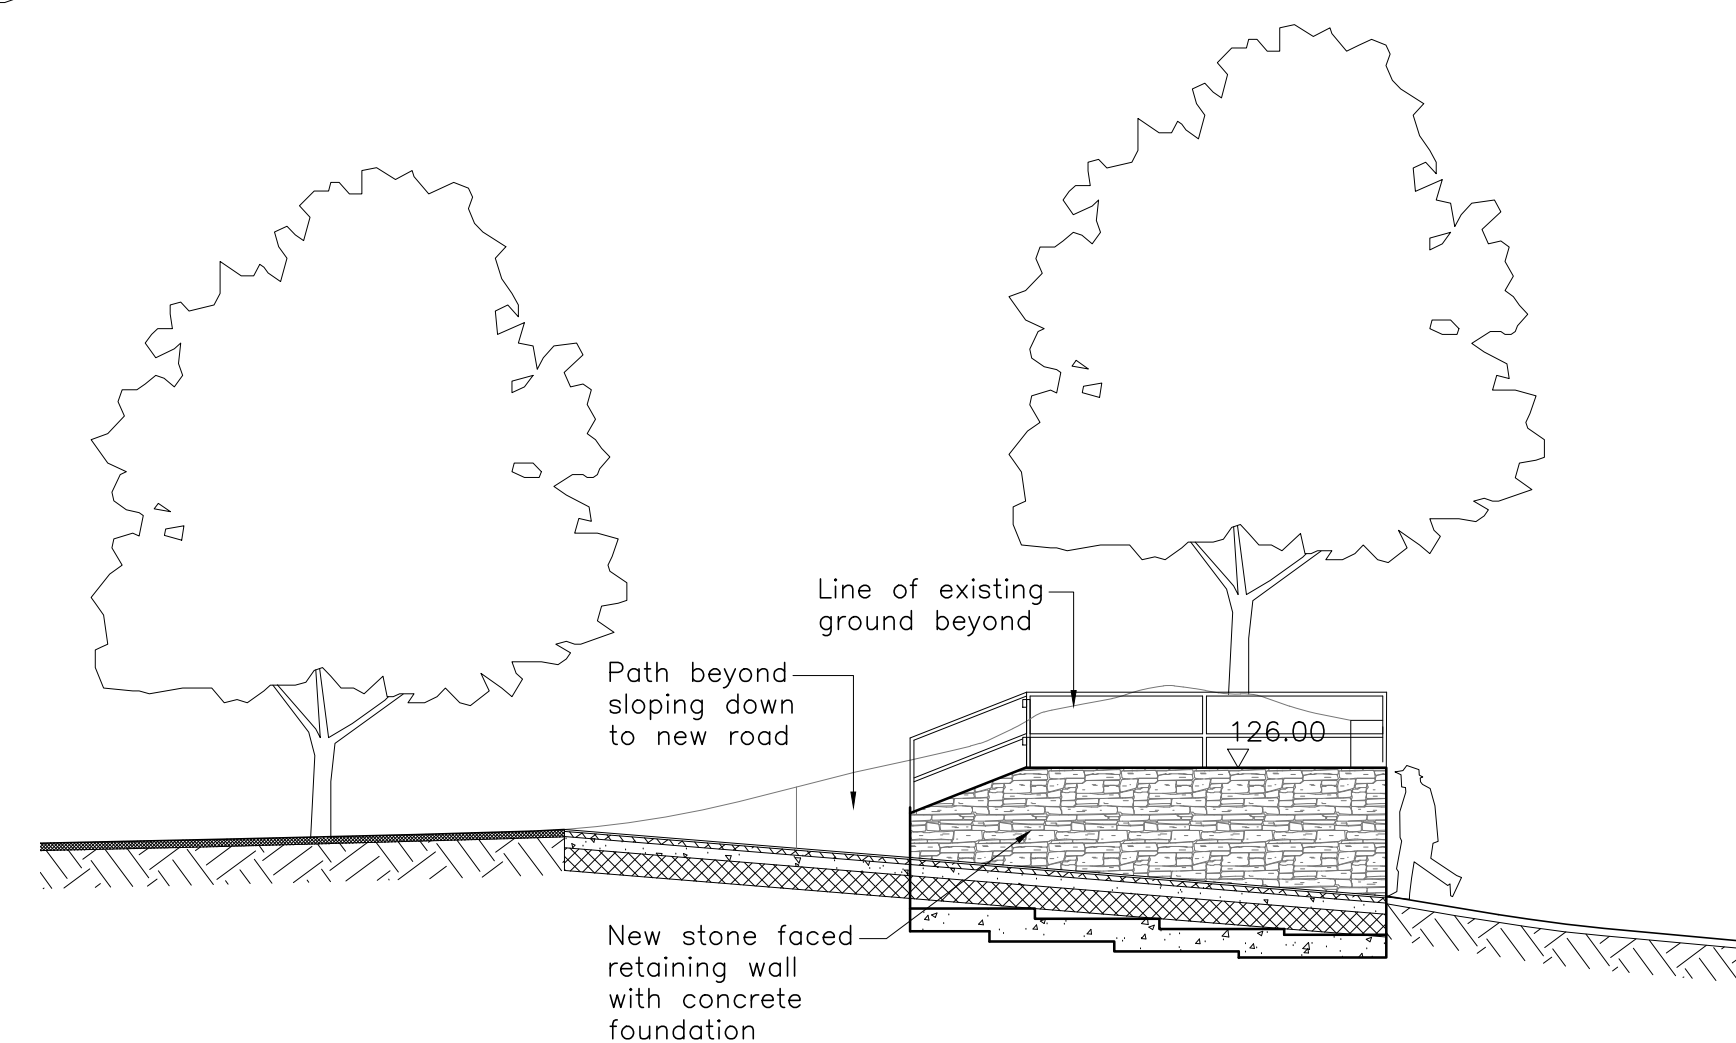 Line of existing
ground beyond
Path beyond
sloping down
to new road
126.00
New stone faced
retaining wall
with concrete
foundation